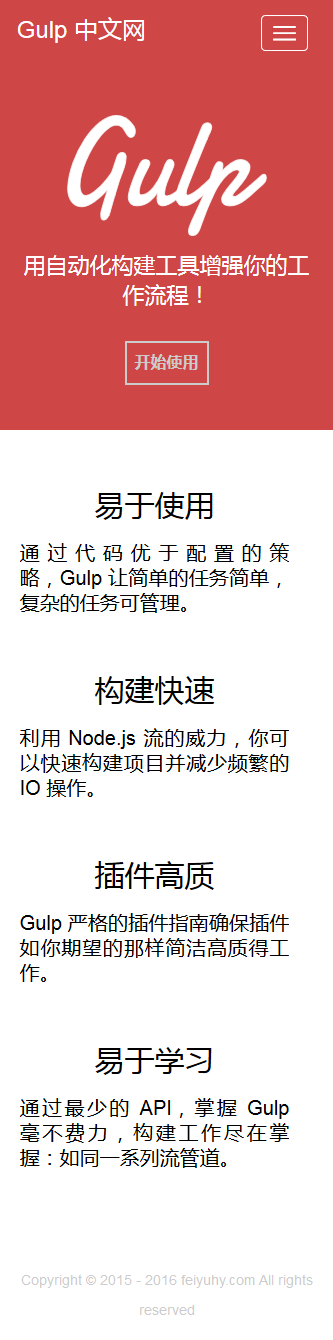 Gulp 中文网
Gulp
用自动化构建工具增强你的工
作流程！
开始使用
易于使用
通过代码优于配置的策
略，Gulp 让简单的任务简单，
复杂的任务可管理。
构建快速
利用 Node.js 流的威力，你可
以快速构建项目并减少频繁的
IO 操作。
插件高质
Gulp 严格的插件指南确保插件
如你期望的那样简洁高质得工
作。
易于学习
通过最少的 API，掌握 Gulp
毫不费力，构建工作尽在掌
握：如同一系列流管道。
Copyright © 2015 - 2016 feiyuhy.com All rights
reserved